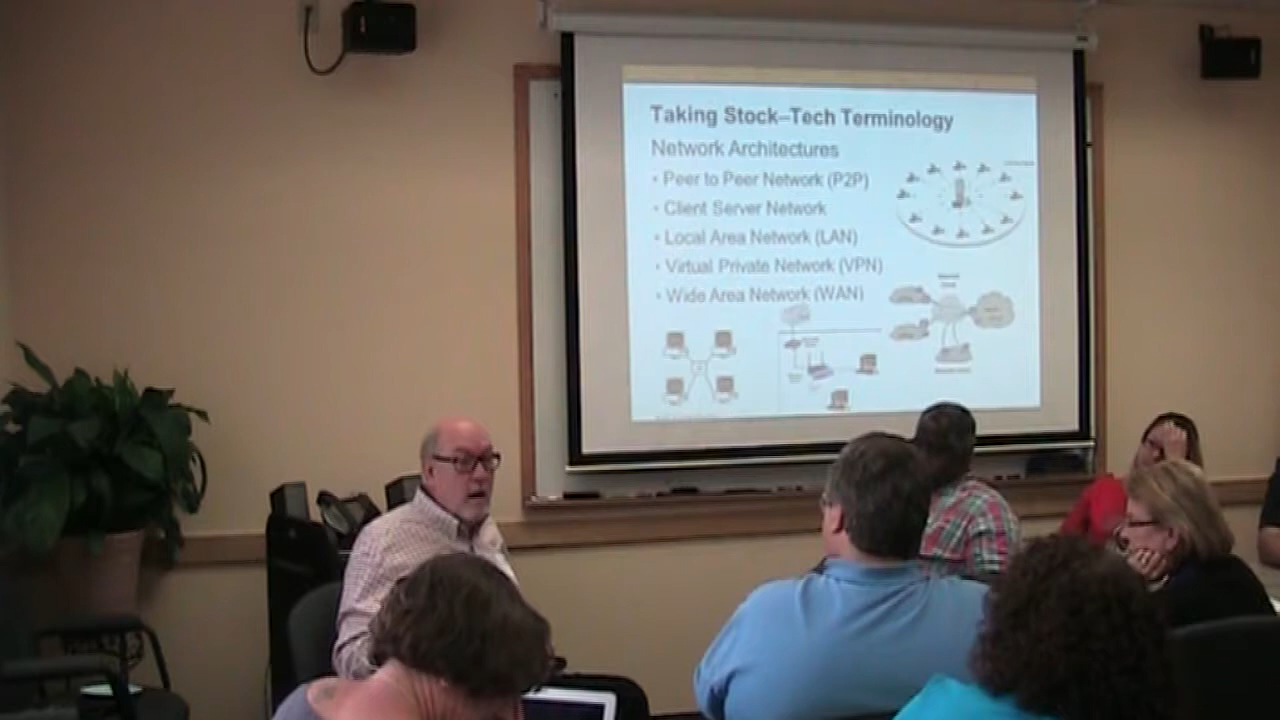 Taking Stock–Tech Terminology
Network Architectures
• Peer to Peer Network (P2P)
• Client Server Network
• Local Area Network (LAN)
• Virtual Private Network (VPN)
• Wide Area Network (WAN)